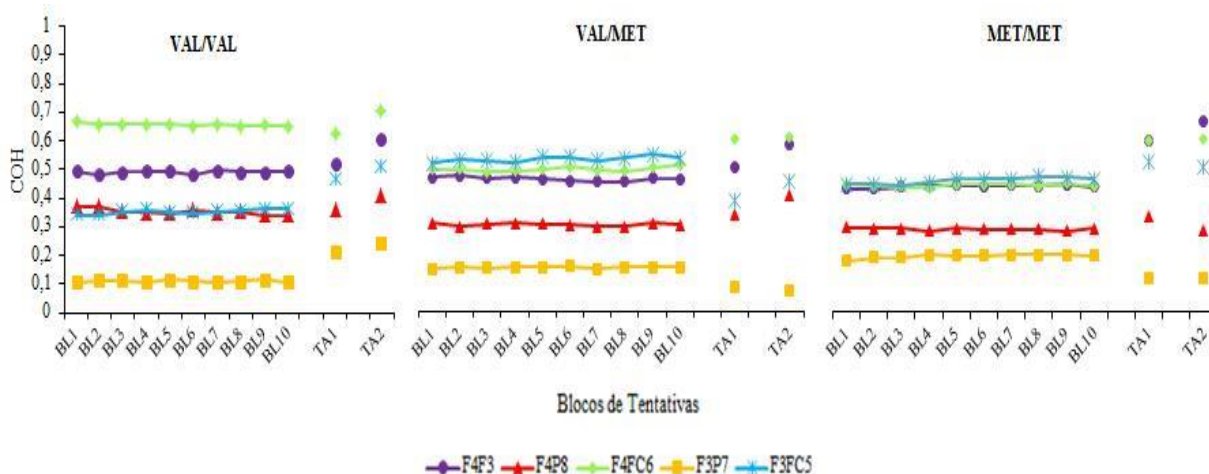 VAL/VAL VAL/MET MET/MET
COH
1
0,9
0,8
0,7
0,6
0,5
0,4
0,3
0,2
0,1
0
BL1 BL2 BL3 BL4 BL5 BL6 BL7 BL8 BL9 BL10 TA1 TA2
BL1 BL2 BL3 BL4 BL5 BL6 BL7 BL8 BL9 BL10 TA1 TA2
BL1 BL2 BL3 BL4 BL5 BL6 BL7 BL8 BL9 BL10 TA1 TA2
Blocos de Tentativas
F4F3 F4P8 F4FC6 F3P7 F3FC5